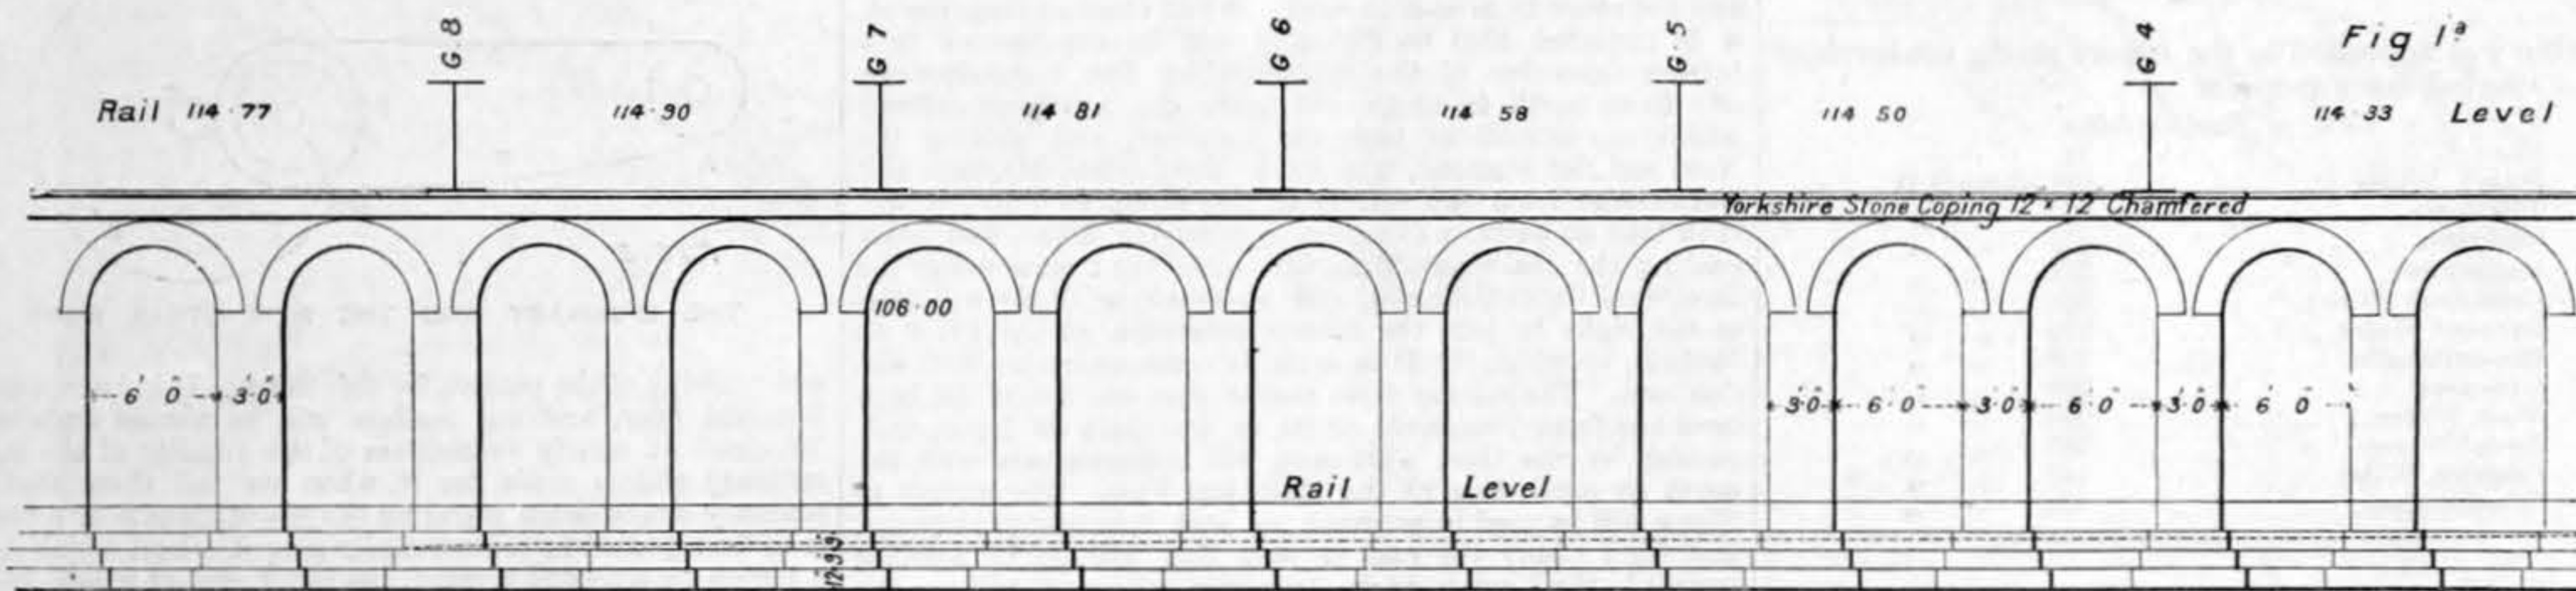 G.8
G 7
G 6
G.5
G 4
Fig 1ª
Rail 114.77
114.90
114.81
114.58
114.50
114.33 Level
Yorkshire Stone Coping 12 × 12 Chamfered
106.00
6' 0" 3'.0"
3'.0" 6'.0" 3'.0" 6'.0" 3'.0" 6' 0"
Rail Level